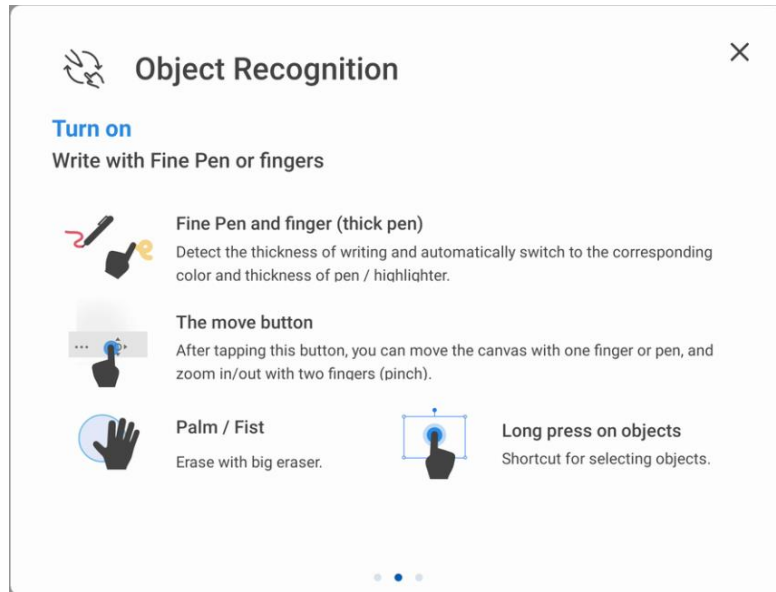 Object Recognition
Turn on
Write with Fine Pen or fingers
Fine Pen and finger (thick pen)
Detect the thickness of writing and automatically switch to the corresponding
color and thickness of pen / highlighter.
The move button
After tapping this button, you can move the canvas with one finger or pen, and
zoom in/out with two fingers (pinch).
Palm / Fist
Erase with big eraser.
Long press on objects
Shortcut for selecting objects.